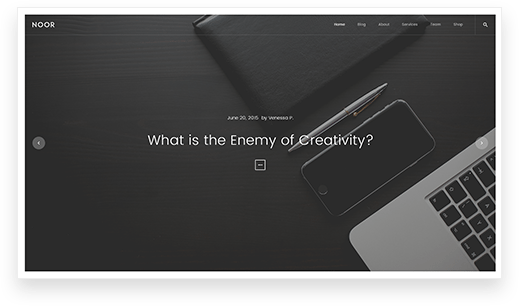 NOOR
Home Blog About Services Team Shop
June 20, 2015 by Venessa P.
What is the Enemy of Creativity?